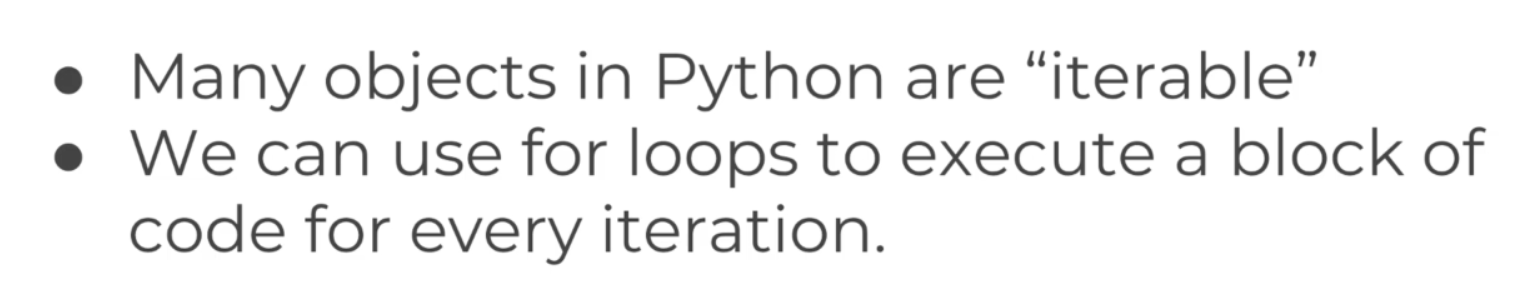 ● Many objects in Python are “iterable”
● We can use for loops to execute a block of
code for every iteration.